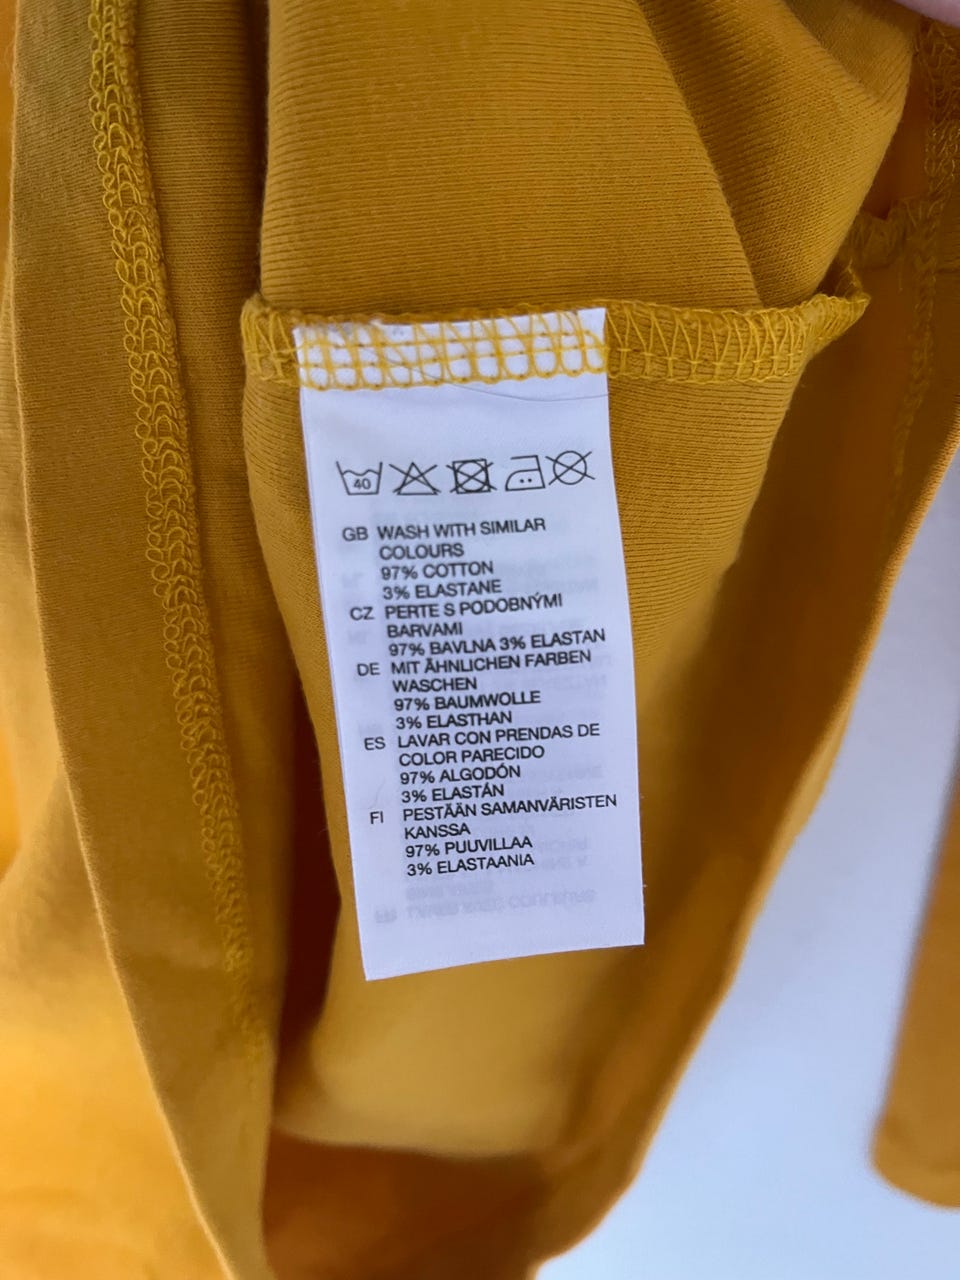 40
GB WASH WITH SIMILAR
COLOURS
97% COTTON
3% ELASTANE
CZ PERTE S PODOBNÝMI
BARVAMI
97% BAVLNA 3% ELASTAN
DE MIT ÄHNLICHEN FARBEN
WASCHEN
97% BAUMWOLLE
3% ELASTHAN
ES LAVAR CON PRENDAS DE
COLOR PARECIDO
97% ALGODÓN
3% ELASTÁN
FI PESTÄÄN SAMANVÄRISTEN
KANSSA
97% PUUVILLAA
3% ELASTAANIA